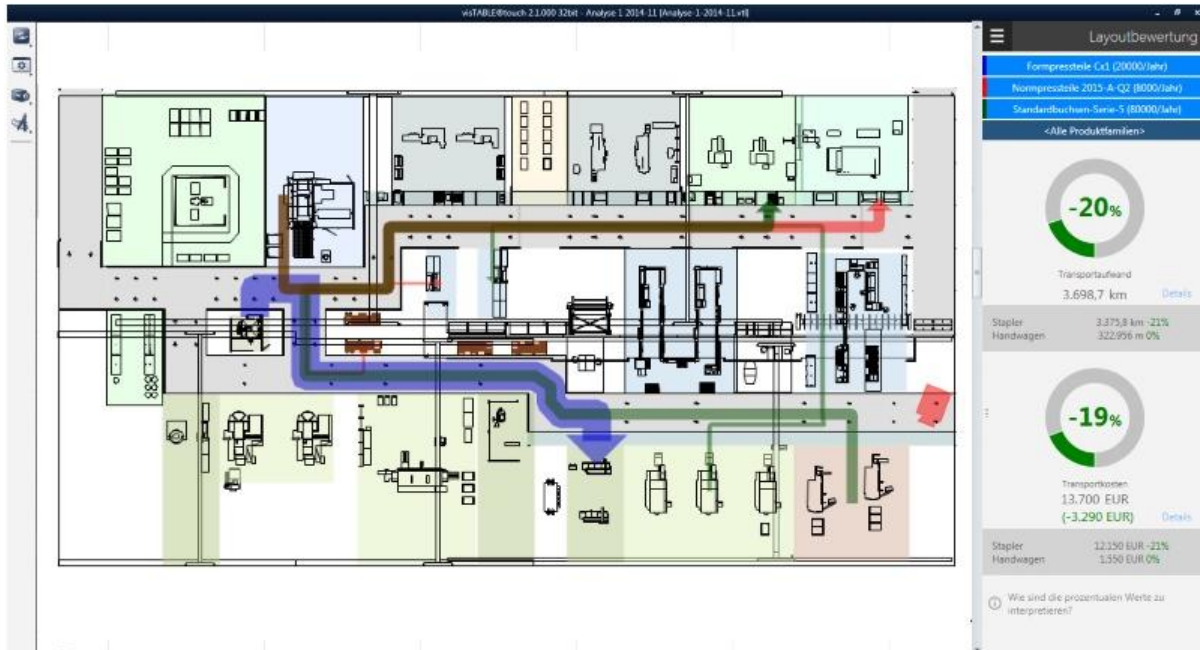 visTABLE®touch 2.1.000 32bit - Analyse 1 2014-11 [Analyse-1-2014-11.vtl]
Layoutbewertung
Formpressteile Cx1 (20000/Jahr)
Normpressteile 2015-A-Q2 (8000/Jahr)
Standardbuchsen-Serie-5 (80000/Jahr)
<Alle Produktfamilien>
-20%
Transportaufwand
3.698,7 km
Details
Stapler 3.375,8 km -21%
Handwagen 322,956 m 0%
-19%
Transportkosten
13.700 EUR
(-3.290 EUR)
Details
Stapler 12.150 EUR -21%
Handwagen 1.550 EUR 0%
Wie sind die prozentualen Werte zu
interpretieren?